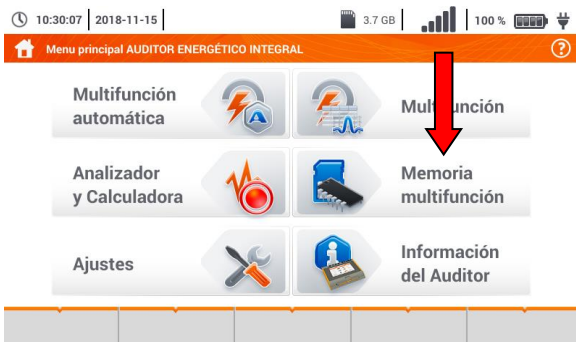 10:30:07 2018-11-15 3.7 GB 100 %
Menu principal AUDITOR ENERGÉTICO INTEGRAL ?
Multifunción
automática
A
Analizador
y Calculadora
Memoria
multifunción
Ajustes
Información
del Auditor